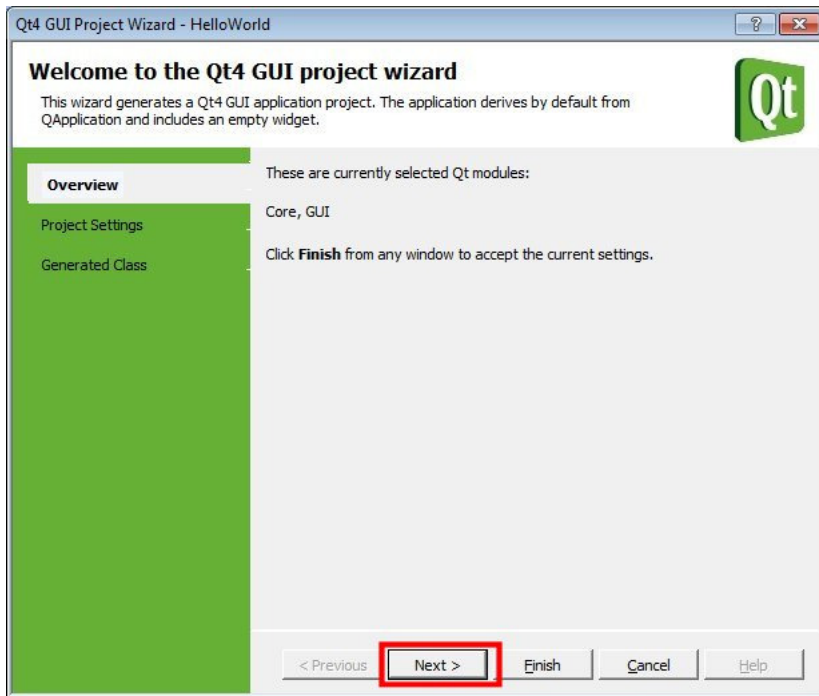 Qt4 GUI Project Wizard - HelloWorld
Welcome to the Qt4 GUI project wizard
This wizard generates a Qt4 GUI application project. The application derives by default from
QApplication and includes an empty widget.
Qt
Overview
Project Settings
Generated Class
These are currently selected Qt modules:
Core, GUI
Click Finish from any window to accept the current settings.
< Previous
Next >
Finish
Cancel
Help